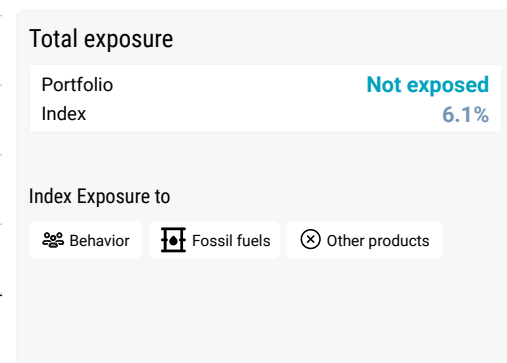 Total exposure
Portfolio Not exposed
Index 6.1%
Index Exposure to
Behavior Fossil fuels Other products